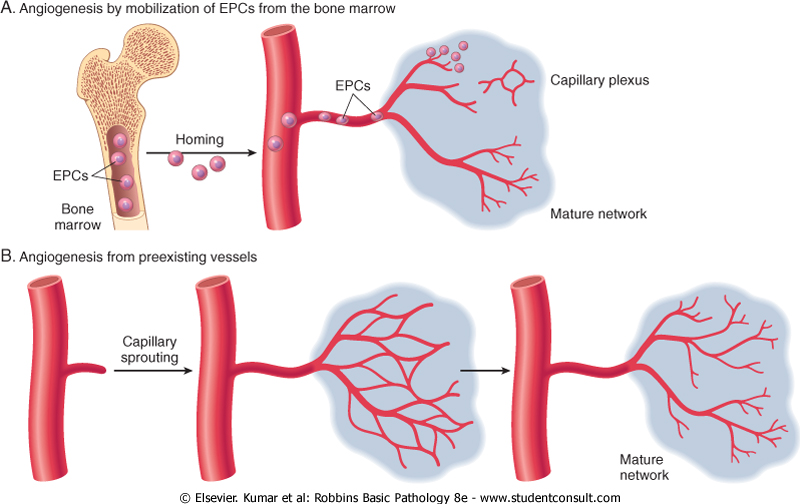 A. Angiogenesis by mobilization of EPCs from the bone marrow
EPCs
Capillary plexus
Homing
EPCs
Bone
marrow
Mature network
B. Angiogenesis from preexisting vessels
Capillary
sprouting
Mature
network
© Elsevier. Kumar et al: Robbins Basic Pathology 8e - www.studentconsult.com